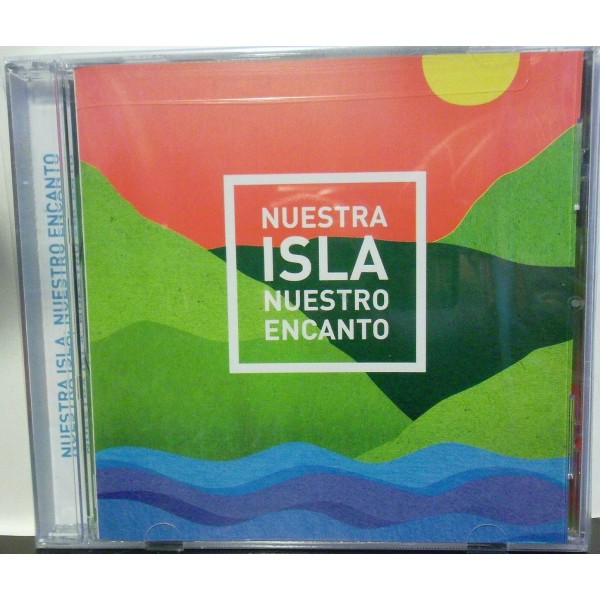 NUESTRA
ISLA
NUESTRO
ENCANTO
NUESTRA ISLA, NUESTRO ENCANTO